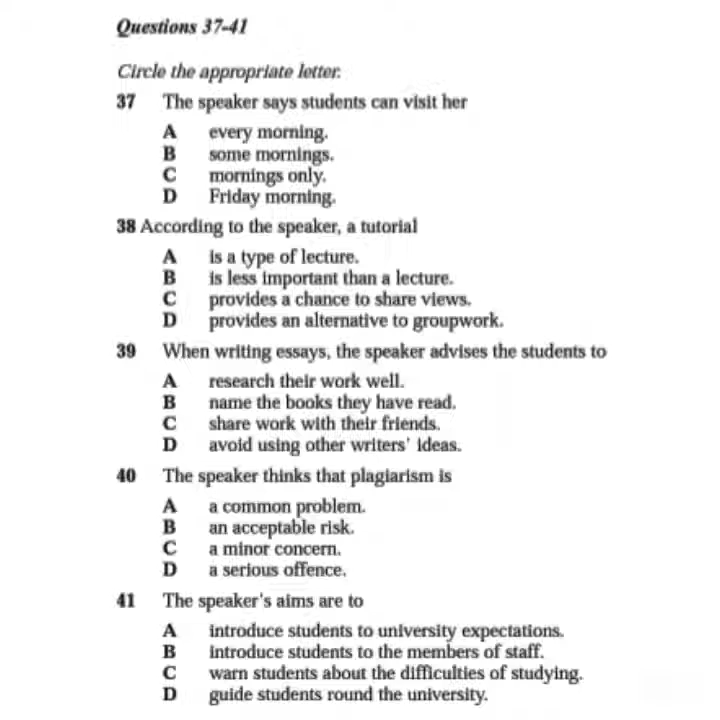 Questions 37-41
Circle the appropriate letter.
37 The speaker says students can visit her
A every morning.
B some mornings.
C mornings only.
D Friday morning.
38 According to the speaker, a tutorial
A is a type of lecture.
B is less important than a lecture.
C provides a chance to share views.
D provides an alternative to groupwork.
39 When writing essays, the speaker advises the students to
A research their work well.
B name the books they have read.
C share work with their friends.
D avoid using other writers' ideas.
40 The speaker thinks that plagiarism is
A a common problem.
B an acceptable risk.
C a minor concern.
D a serious offence.
41 The speaker's aims are to
A introduce students to university expectations.
B introduce students to the members of staff.
C warn students about the difficulties of studying.
D guide students round the university.